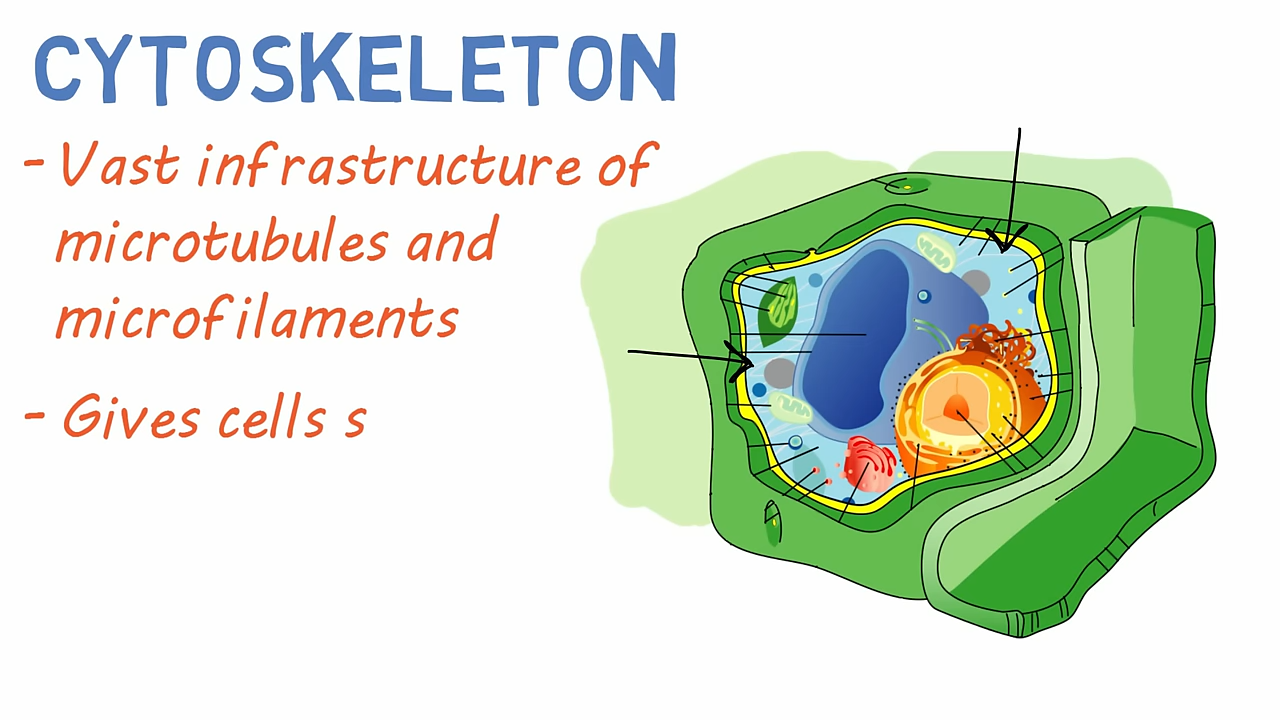 CYTOSKELETON
- Vast infrastructure of
microtubules and
microfilaments
- Gives cells s